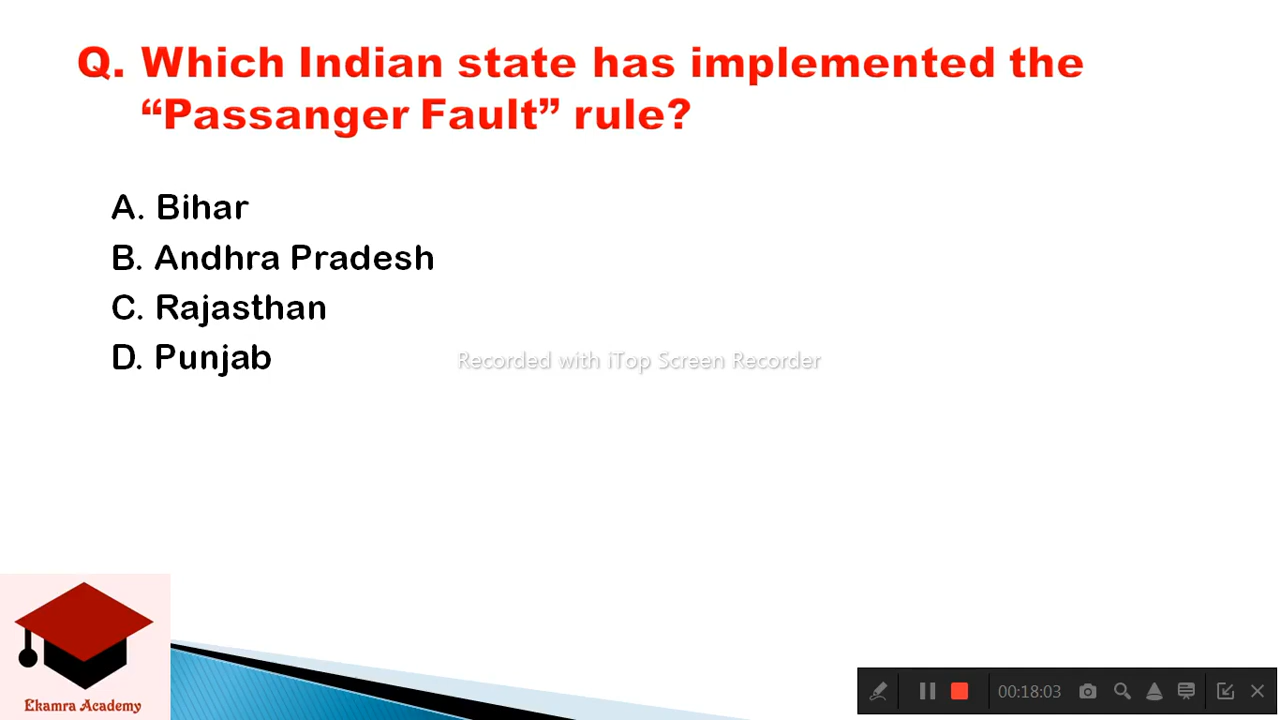 Q. Which Indian state has implemented the
“Passanger Fault” rule?
A. Bihar
B. Andhra Pradesh
C. Rajasthan
D. Punjab
Recorded with iTop Screen Recorder
Ekamra Academy
00:18:03